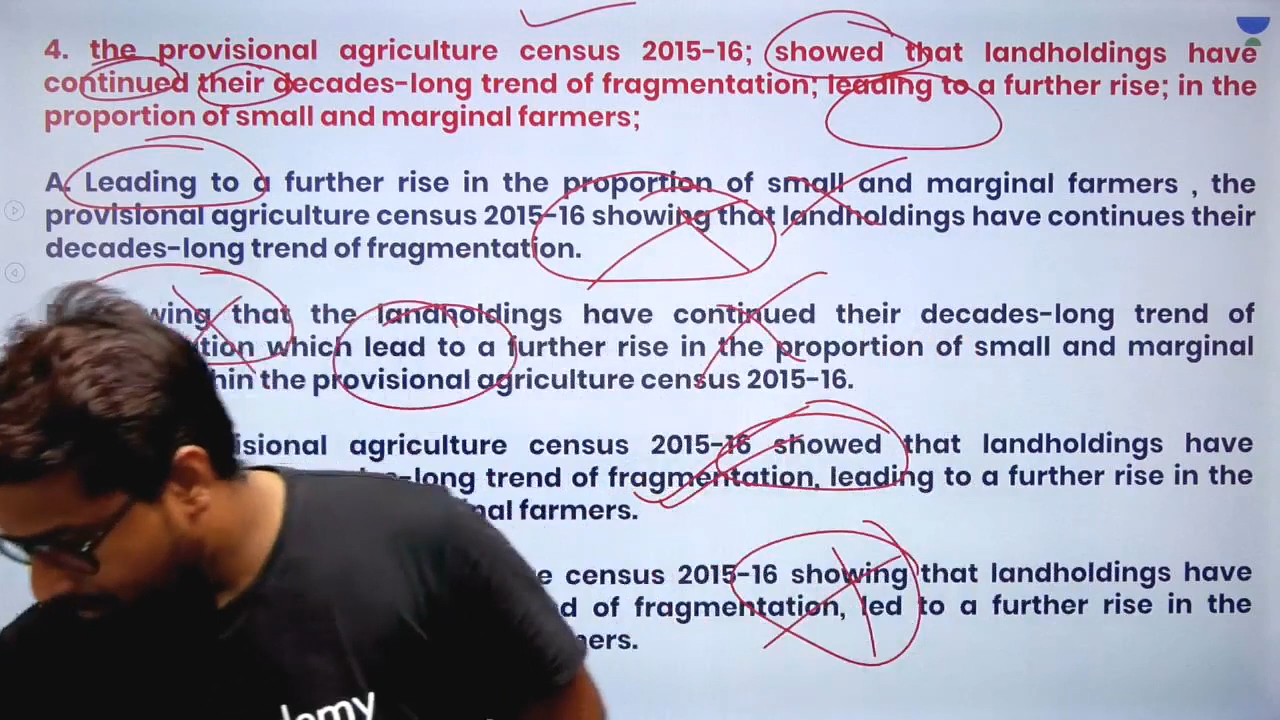 4. the provisional agriculture census 2015-16; showed that landholdings have
continued their decades-long trend of fragmentation; leading to a further rise; in the
proportion of small and marginal farmers;
A. Leading to a further rise in the proportion of small and marginal farmers , the
provisional agriculture census 2015-16 showing that landholdings have continues their
decades-long trend of fragmentation.
that the landholdings have continued their decades-long trend of
which lead to a further rise in the proportion of small and marginal
the provisional agriculture census 2015-16.
agriculture census 2015-16 showed that landholdings have
-long trend of fragmentation, leading to a further rise in the
farmers.
census 2015-16 showing that landholdings have
of fragmentation, led to a further rise in the